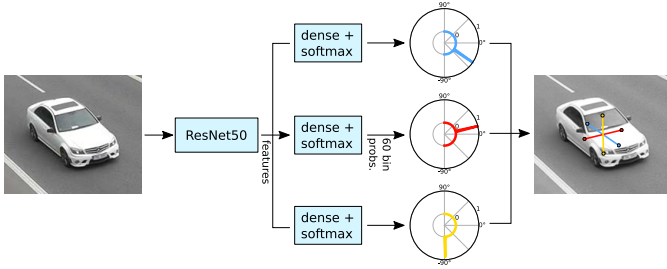 ResNet50
features
dense +
softmax
dense +
softmax
dense +
softmax
60 bin
probs.
90°
1
0
0°
-90°
90°
1
0
0°
-90°
90°
1
0
0°
-90°